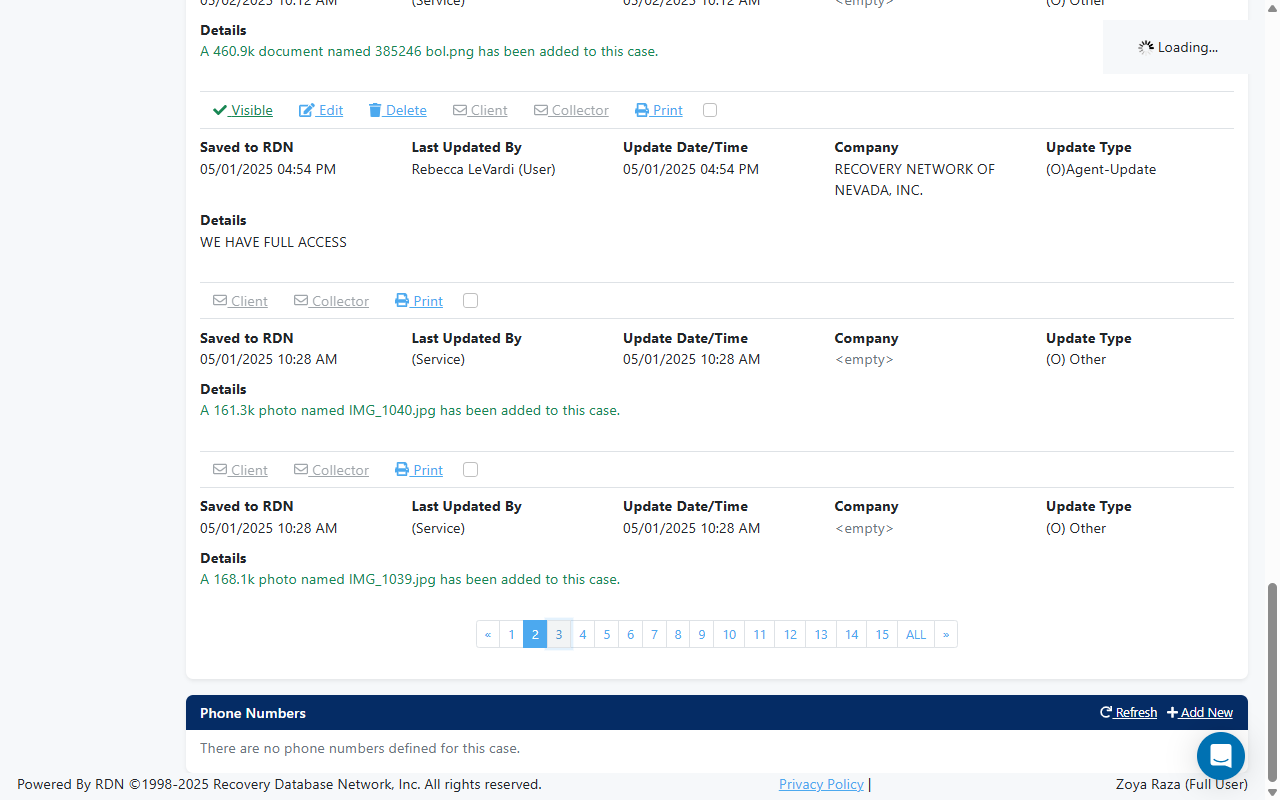 05/02/2025 10:12 AM (Service) 05/02/2025 10:12 AM <empty> (O) Other
Details
Loading...
A 460.9k document named 385246 bol.png has been added to this case.
Visible Edit Delete Client Collector Print
Saved to RDN Last Updated By Update Date/Time Company Update Type
05/01/2025 04:54 PM Rebecca LeVardi (User) 05/01/2025 04:54 PM RECOVERY NETWORK OF (O)Agent-Update
NEVADA, INC.
Details
WE HAVE FULL ACCESS
Client Collector Print
Saved to RDN Last Updated By Update Date/Time Company Update Type
05/01/2025 10:28 AM (Service) 05/01/2025 10:28 AM <empty> (O) Other
Details
A 161.3k photo named IMG_1040.jpg has been added to this case.
Client Collector Print
Saved to RDN Last Updated By Update Date/Time Company Update Type
05/01/2025 10:28 AM (Service) 05/01/2025 10:28 AM <empty> (O) Other
Details
A 168.1k photo named IMG_1039.jpg has been added to this case.
« 1 2 3 4 5 6 7 8 9 10 11 12 13 14 15 ALL »
Phone Numbers Refresh Add New
There are no phone numbers defined for this case.
Powered By RDN ©1998-2025 Recovery Database Network, Inc. All rights reserved. Privacy Policy | Zoya Raza (Full User)